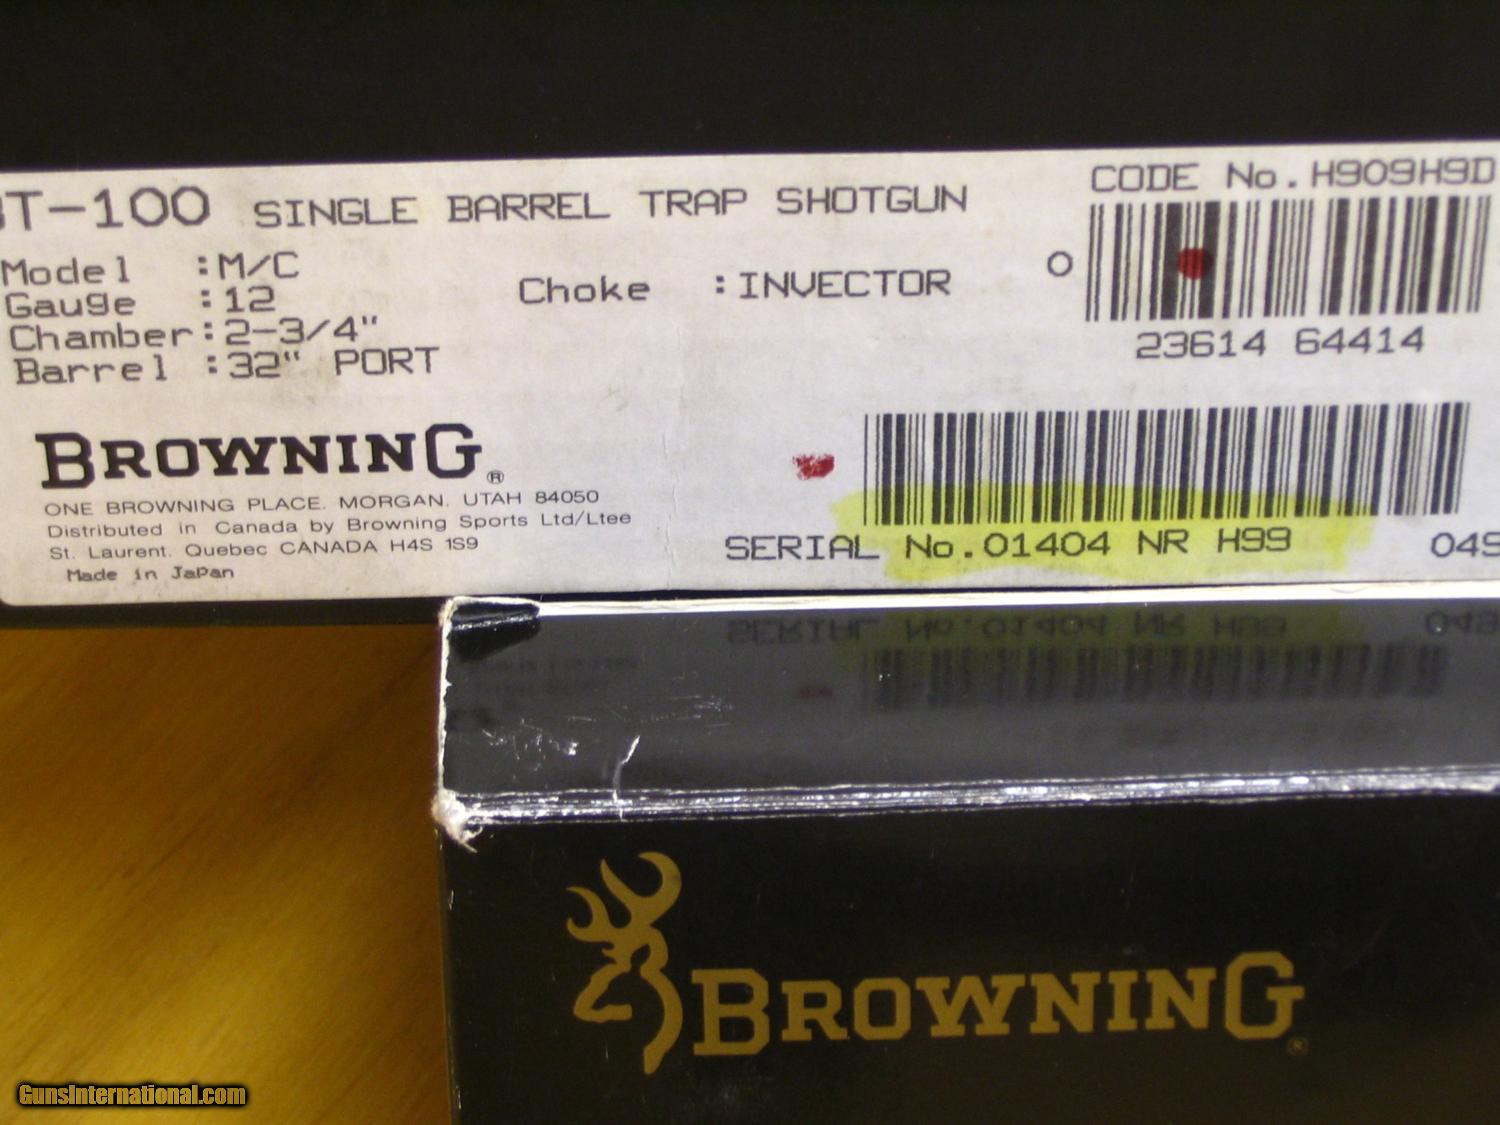 BT-100 SINGLE BARREL TRAP SHOTGUN
CODE No. H909H9D
Model :M/C
Gauge :12
Choke :INVECTOR
Chamber:2-3/4"
Barrel :32" PORT
0 23614 64414
BROWNING®
ONE BROWNING PLACE. MORGAN. UTAH 84050
Distributed in Canada by Browning Sports Ltd/Ltee
St. Laurent. Quebec CANADA H4S 1S9
Made in Japan
SERIAL No.01404 NR H99 049
BROWNING®
GunsInternational.com